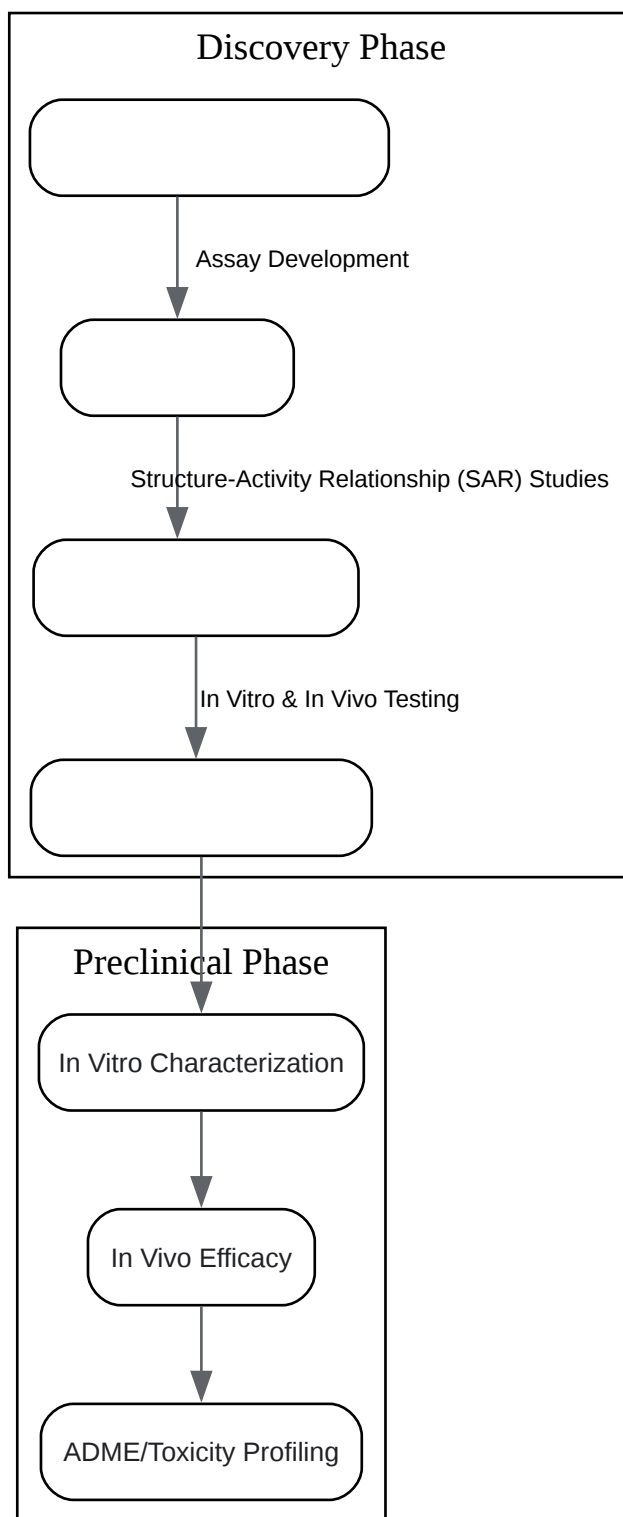 Discovery Phase
Assay Development
Structure-Activity Relationship (SAR) Studies
In Vitro & In Vivo Testing
Preclinical Phase
In Vitro Characterization
In Vivo Efficacy
ADME/Toxicity Profiling